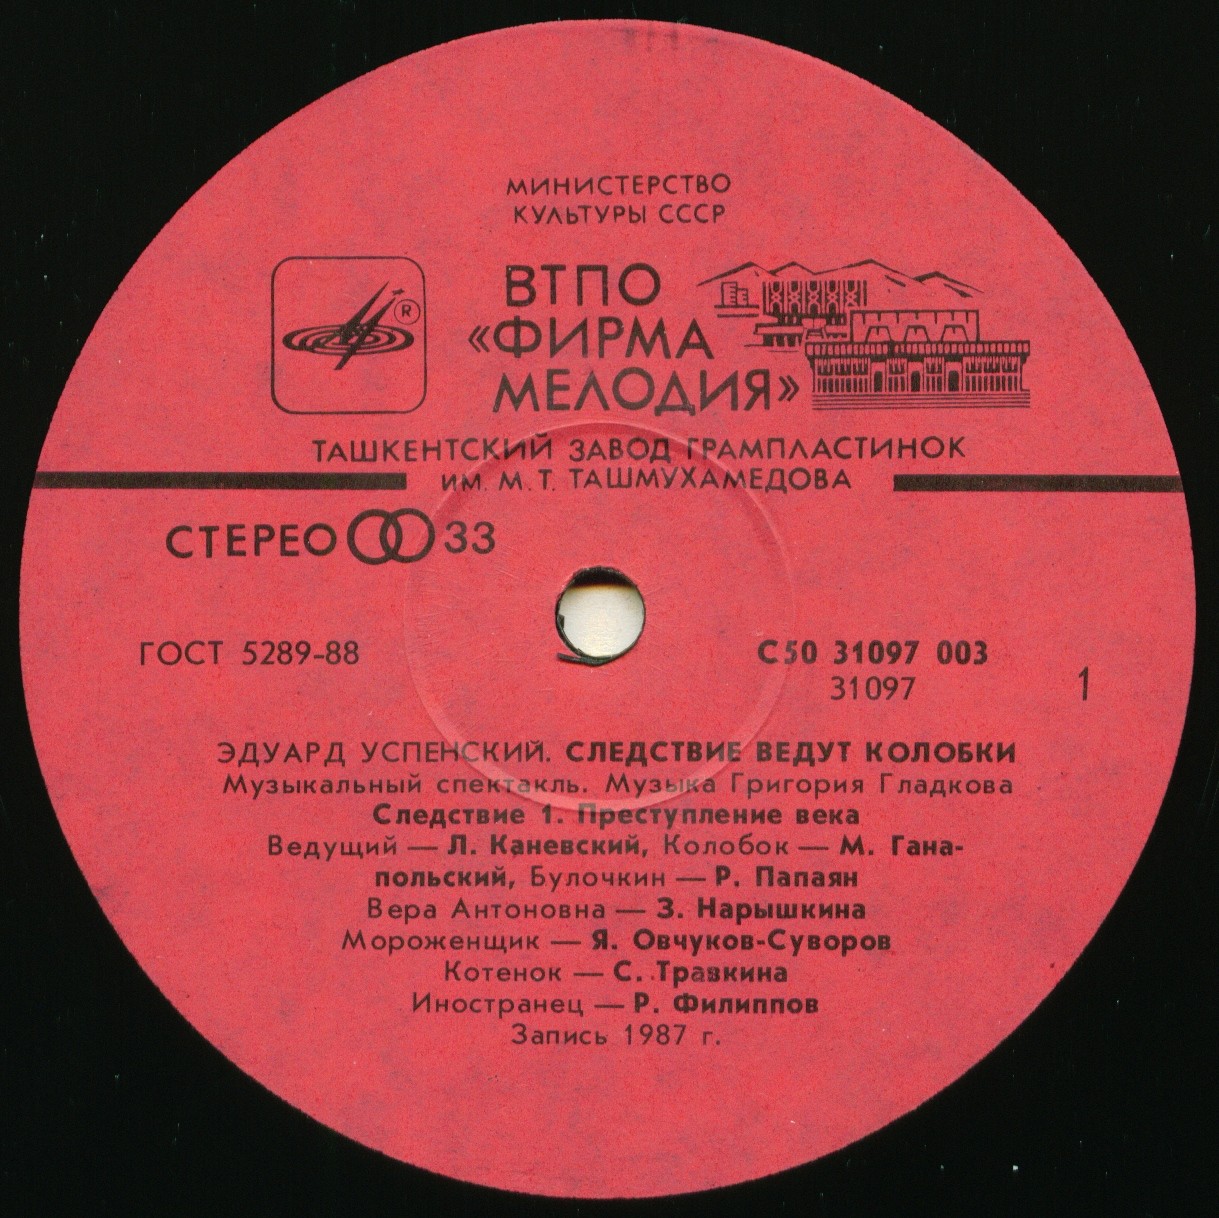 МИНИСТЕРСТВО
КУЛЬТУРЫ СССР
ВТПО
«ФИРМА
МЕЛОДИЯ»
®
ТАШКЕНТСКИЙ ЗАВОД ГРАМПЛАСТИНОК
ИМ. М. Т. ТАШМУХАМЕДОВА
СТЕРЕО 33
ГОСТ 5289-88
С50 31097 003
31097
1
ЭДУАРД УСПЕНСКИЙ. СЛЕДСТВИЕ ВЕДУТ КОЛОБКИ
Музыкальный спектакль. Музыка Григория Гладкова
Следствие 1. Преступление века
Ведущий — Л. Каневский, Колобок — М. Гана-
польский, Булочкин — Р. Папаян
Вера Антоновна — З. Нарышкина
Мороженщик — Я. Овчуков-Суворов
Котенок — С. Травкина
Иностранец — Р. Филиппов
Запись 1987 г.